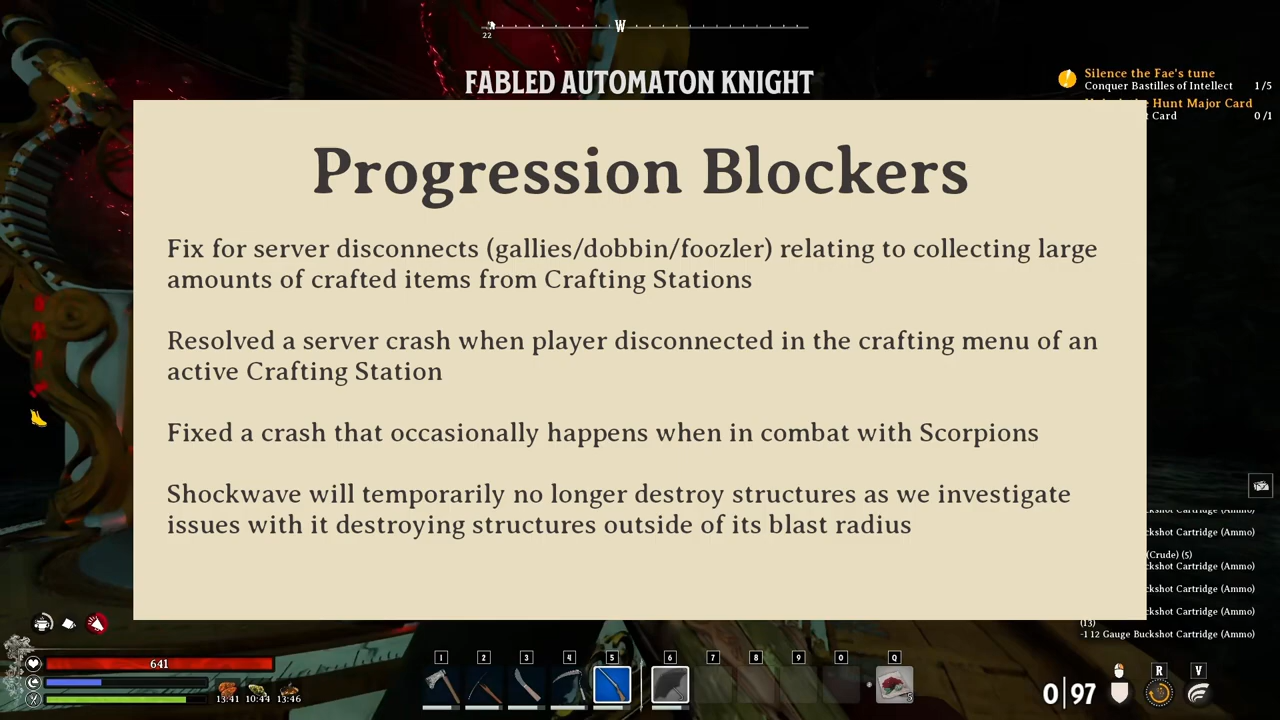 W
22
FABLED AUTOMATON KNIGHT
Silence the Fae's tune
Conquer Bastilles of Intellect 1/5
Hunt Major Card
Card 0/1
Progression Blockers
Fix for server disconnects (gallies/dobbin/foozler) relating to collecting large
amounts of crafted items from Crafting Stations
Resolved a server crash when player disconnected in the crafting menu of an
active Crafting Station
Fixed a crash that occasionally happens when in combat with Scorpions
Shockwave will temporarily no longer destroy structures as we investigate
issues with it destroying structures outside of its blast radius
Cartridge (Ammo)
Cartridge (Ammo)
(Crude) (5)
Cartridge (Ammo)
Cartridge (Ammo)
Cartridge (Ammo)
(13)
-1 12 Gauge Buckshot Cartridge (Ammo)
641
13:41 10:44 13:46
1 2 3 4 5 6 7 8 9 0 Q
5
0|97
R V